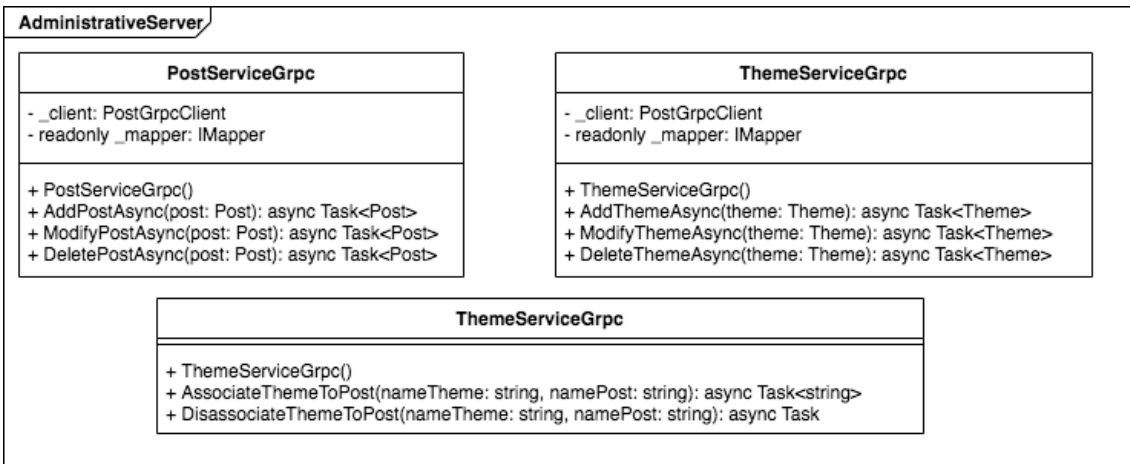 AdministrativeServer
PostServiceGrpc
- _client: PostGrpcClient
- readonly _mapper: IMapper
+ PostServiceGrpc()
+ AddPostAsync(post: Post): async Task<Post>
+ ModifyPostAsync(post: Post): async Task<Post>
+ DeletePostAsync(post: Post): async Task<Post>
ThemeServiceGrpc
- _client: PostGrpcClient
- readonly _mapper: IMapper
+ ThemeServiceGrpc()
+ AddThemeAsync(theme: Theme): async Task<Theme>
+ ModifyThemeAsync(theme: Theme): async Task<Theme>
+ DeleteThemeAsync(theme: Theme): async Task<Theme>
ThemeServiceGrpc
+ ThemeServiceGrpc()
+ AssociateThemeToPost(nameTheme: string, namePost: string): async Task<string>
+ DisassociateThemeToPost(nameTheme: string, namePost: string): async Task